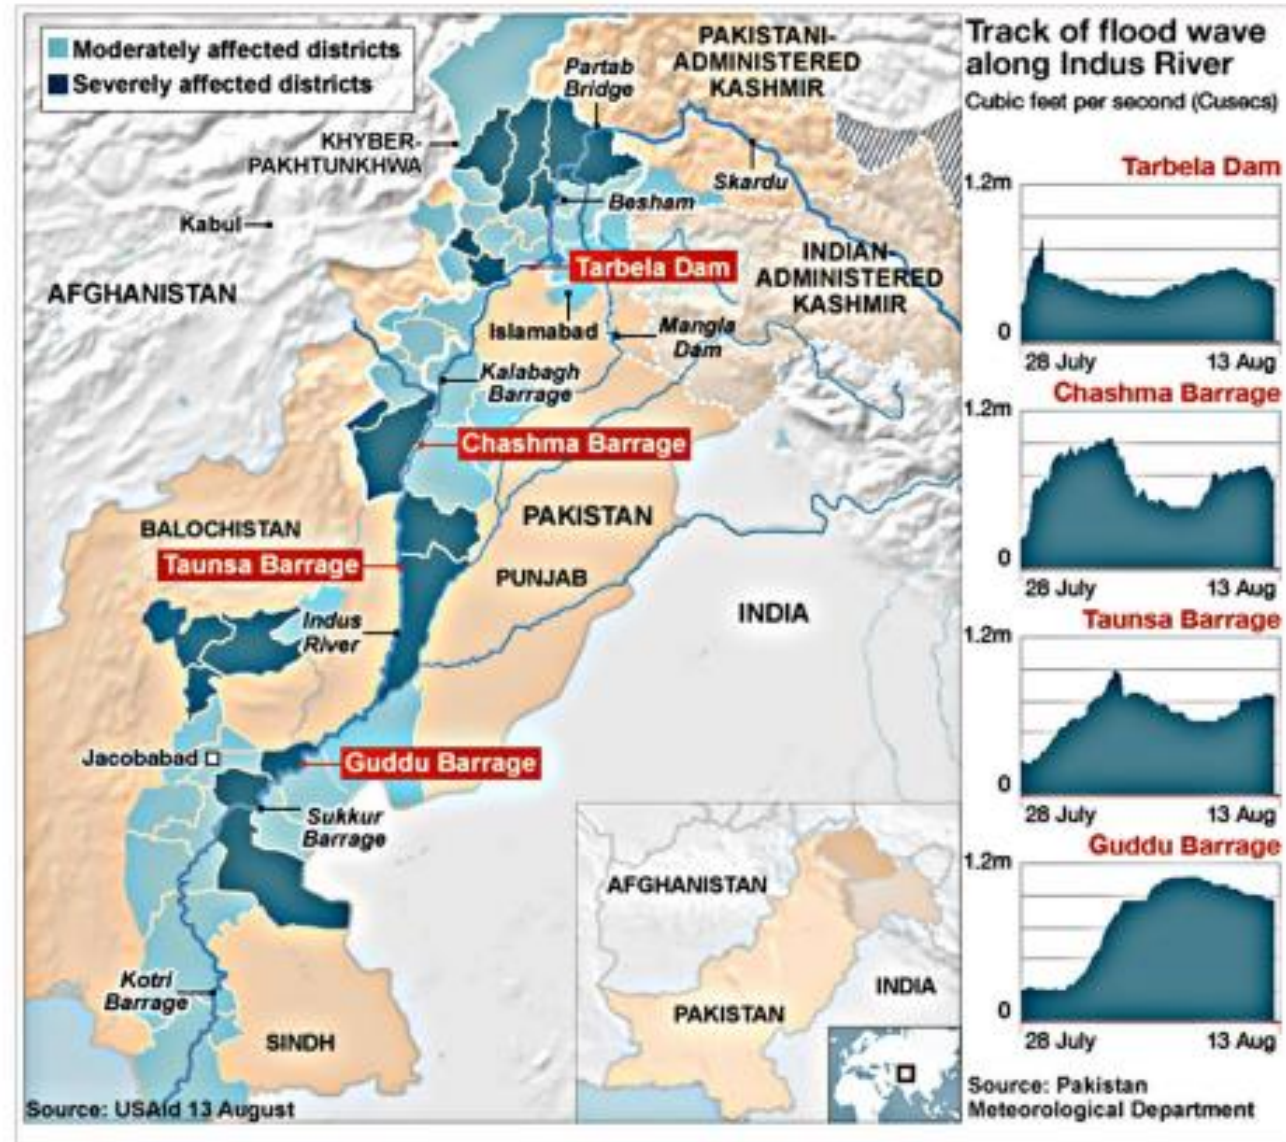 Moderately affected districts
Severely affected districts
PAKISTANI-
ADMINISTERED
KASHMIR
Partab
Bridge
KHYBER-
PAKHTUNKHWA
Skardu
Besham
Kabul
INDIAN-
ADMINISTERED
KASHMIR
Tarbela Dam
AFGHANISTAN
Islamabad
Mangla
Dam
Kalabagh
Barrage
Chashma Barrage
BALOCHISTAN
PAKISTAN
Taunsa Barrage
PUNJAB
Indus
River
INDIA
Jacobabad
Guddu Barrage
Sukkur
Barrage
Kotri
Barrage
SINDH
AFGHANISTAN
PAKISTAN
INDIA
Source: USAid 13 August
Track of flood wave
along Indus River
Cubic feet per second (Cusecs)
Tarbela Dam
1.2m
0
28 July 13 Aug
Chashma Barrage
1.2m
0
28 July 13 Aug
Taunsa Barrage
1.2m
0
28 July 13 Aug
Guddu Barrage
1.2m
0
28 July 13 Aug
Source: Pakistan
Meteorological Department